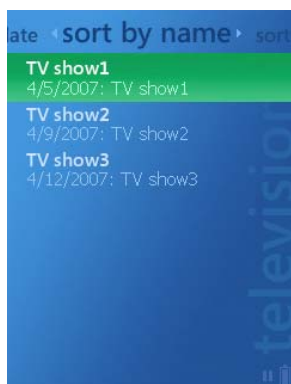 late sort by name sort
TV show1
4/5/2007: TV show1
TV show2
4/9/2007: TV show2
TV show3
4/12/2007: TV show3
television